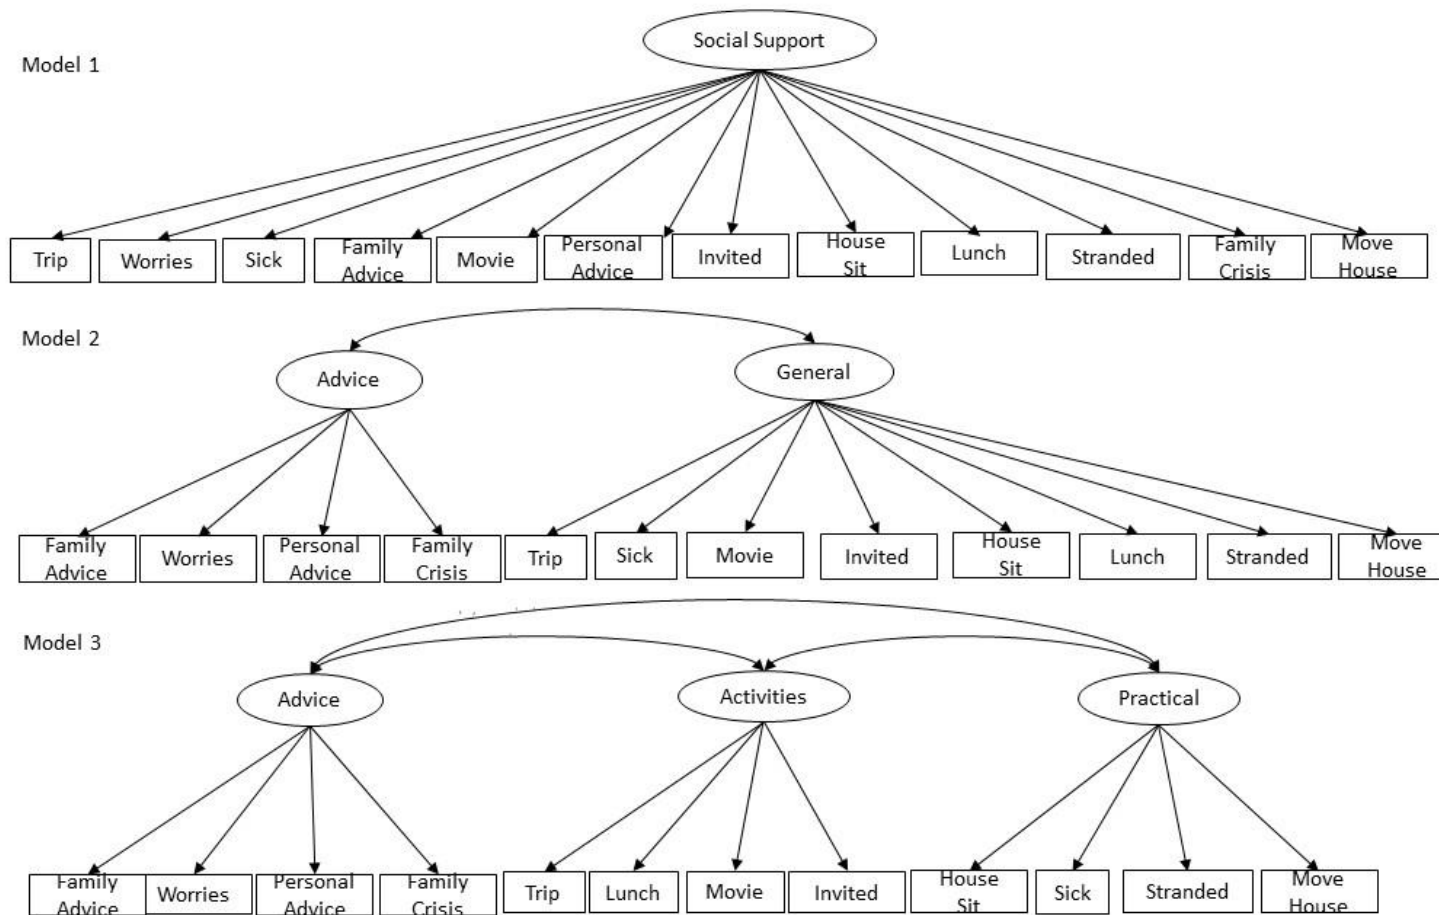 Social Support
Model 1
Trip
Worries
Sick
Family
Advice
Movie
Personal
Advice
Invited
House
Sit
Lunch
Stranded
Family
Crisis
Move
House
Model 2
Advice
General
Family
Advice
Worries
Personal
Advice
Family
Crisis
Trip
Sick
Movie
Invited
House
Sit
Lunch
Stranded
Move
House
Model 3
Advice
Activities
Practical
Family
Advice
Worries
Personal
Advice
Family
Crisis
Trip
Lunch
Movie
Invited
House
Sit
Sick
Stranded
Move
House